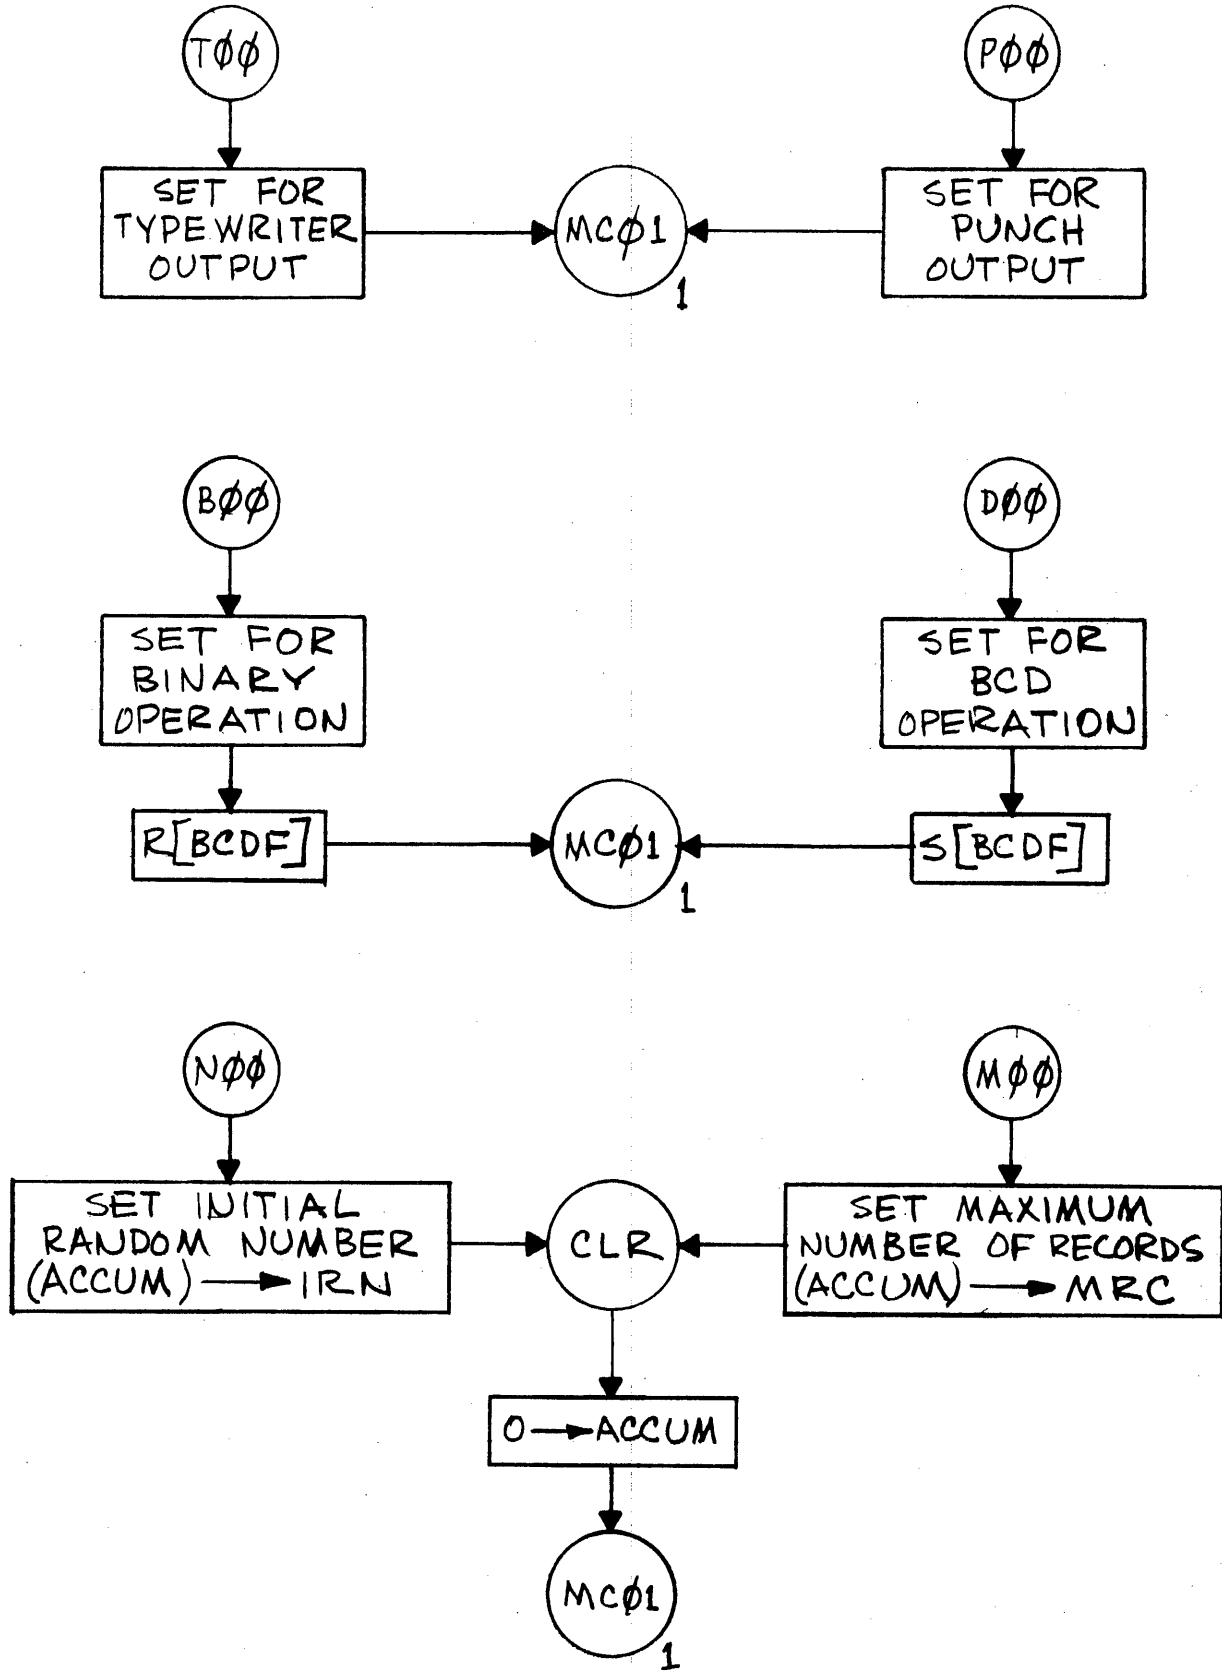 TØØ
PØØ
SET FOR
TYPEWRITER
OUTPUT
MCØ1
1
SET FOR
PUNCH
OUTPUT
BØØ
DØØ
SET FOR
BINARY
OPERATION
SET FOR
BCD
OPERATION
R[BCDF]
MCØ1
1
S[BCDF]
NØØ
MØØ
SET INITIAL
RANDOM NUMBER
(ACCUM) → IRN
CLR
SET MAXIMUM
NUMBER OF RECORDS
(ACCUM) → MRC
0 → ACCUM
MCØ1
1